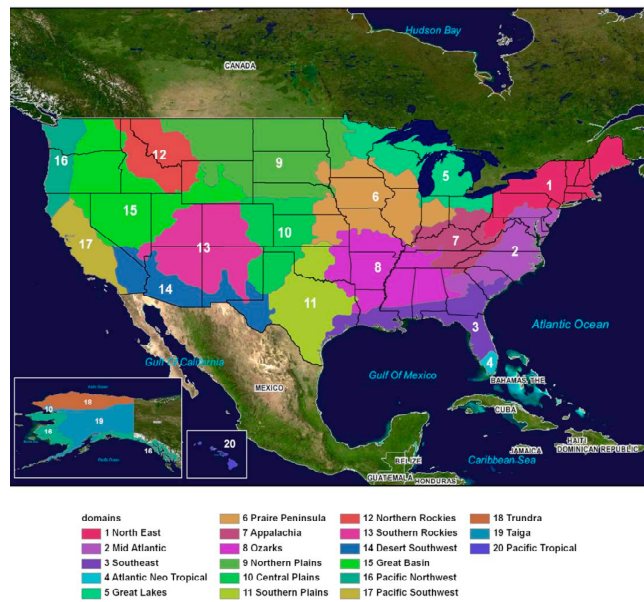 Hudson Bay
CANADA
16
12
9
5
1
6
15
10
7
17
13
8
2
14
11
3
Atlantic Ocean
4
Gulf Of California
Gulf Of Mexico
BAHAMAS, THE
MEXICO
CUBA
18
10
19
16
16
20
HAITI
JAMAICA
DOMINICAN REPUBLIC
BELIZE
Caribbean Sea
GUATEMALA
HONDURAS
domains
1 North East
2 Mid Atlantic
3 Southeast
4 Atlantic Neo Tropical
5 Great Lakes
6 Praire Peninsula
7 Appalachia
8 Ozarks
9 Northern Plains
10 Central Plains
11 Southern Plains
12 Northern Rockies
13 Southern Rockies
14 Desert Southwest
15 Great Basin
16 Pacific Northwest
17 Pacific Southwest
18 Trundra
19 Taiga
20 Pacific Tropical